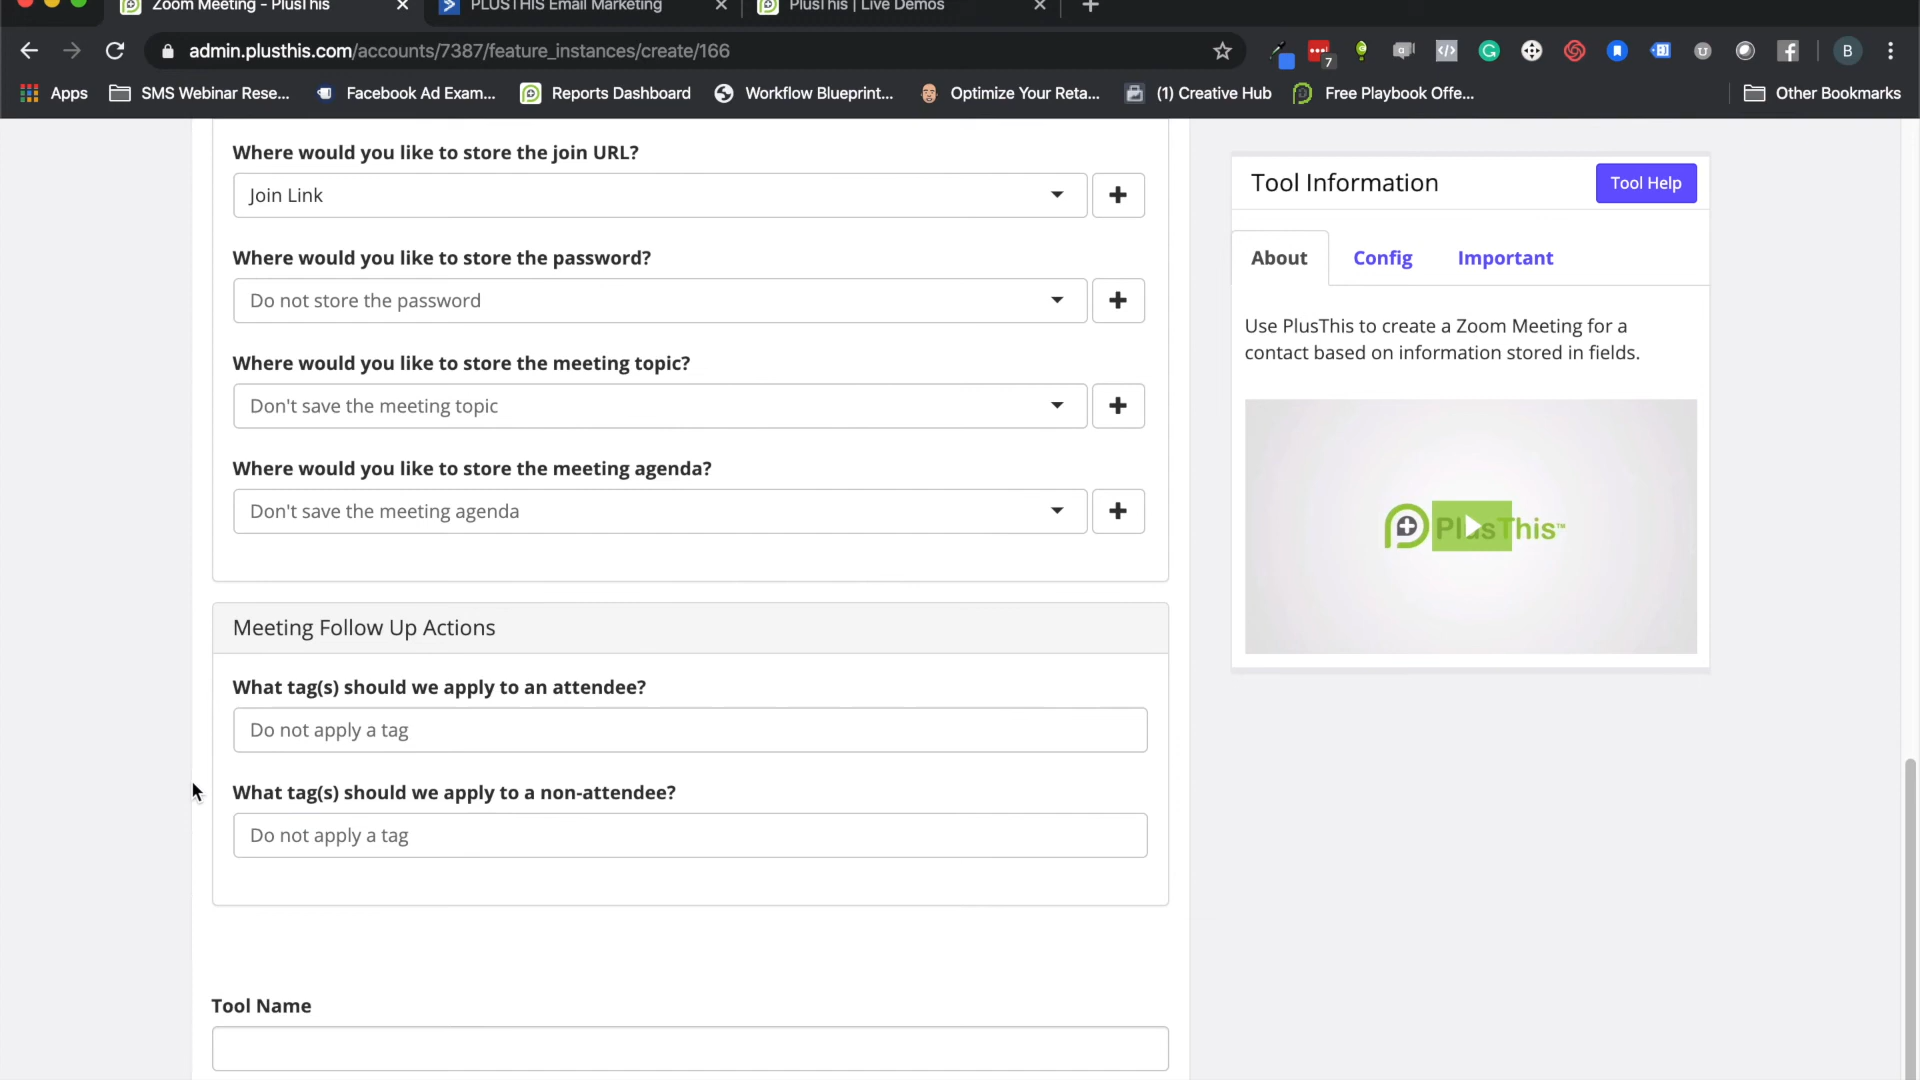 Zoom Meeting - PlusThis
PLUSTHIS Email Marketing
PlusThis | Live Demos
admin.plusthis.com/accounts/7387/feature_instances/create/166
7
B
Apps
SMS Webinar Rese...
Facebook Ad Exam...
Reports Dashboard
Workflow Blueprint...
Optimize Your Reta...
(1) Creative Hub
Free Playbook Offe...
Other Bookmarks
Where would you like to store the join URL?
Join Link
Where would you like to store the password?
Do not store the password
Where would you like to store the meeting topic?
Don't save the meeting topic
Where would you like to store the meeting agenda?
Don't save the meeting agenda
Meeting Follow Up Actions
What tag(s) should we apply to an attendee?
Do not apply a tag
What tag(s) should we apply to a non-attendee?
Do not apply a tag
Tool Name
Tool Information
Tool Help
About
Config
Important
Use PlusThis to create a Zoom Meeting for a
contact based on information stored in fields.
PlusThis™